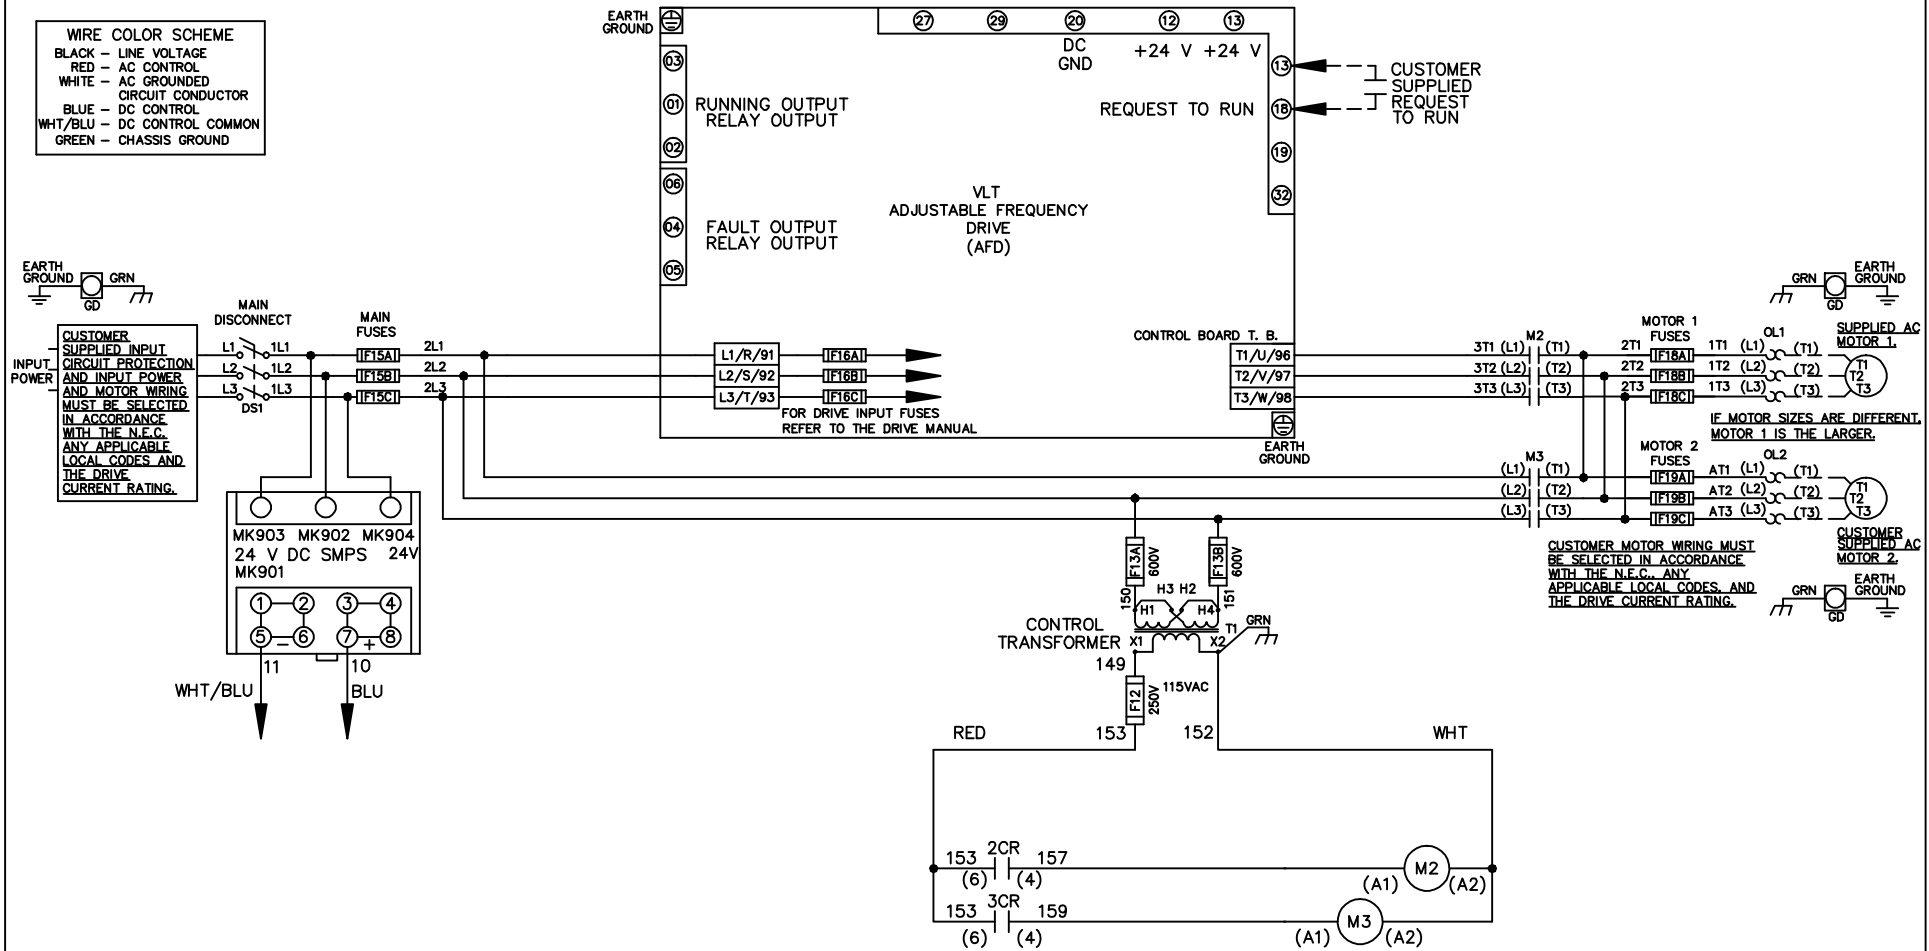 WIRE COLOR SCHEME
BLACK – LINE VOLTAGE
RED – AC CONTROL
WHITE – AC GROUNDED
CIRCUIT CONDUCTOR
BLUE – DC CONTROL
WHT/BLU – DC CONTROL COMMON
GREEN – CHASSIS GROUND
EARTH
GROUND
27 29 20 12 13
DC
GND
+24 V +24 V
03
01
02
RUNNING OUTPUT
RELAY OUTPUT
06
04
05
FAULT OUTPUT
RELAY OUTPUT
VLT
ADJUSTABLE FREQUENCY
DRIVE
(AFD)
REQUEST TO RUN
13
18
19
32
CUSTOMER
SUPPLIED
REQUEST
TO RUN
EARTH
GROUND
GRN
GD
INPUT
POWER
CUSTOMER
SUPPLIED INPUT
CIRCUIT PROTECTION
AND INPUT POWER
AND MOTOR WIRING
MUST BE SELECTED
IN ACCORDANCE
WITH THE N.E.C.
ANY APPLICABLE
LOCAL CODES AND
THE DRIVE
CURRENT RATING.
MAIN
DISCONNECT
L1 1L1
L2 1L2
L3 1L3
DS1
MAIN
FUSES
F15A 2L1
F15B 2L2
F15C 2L3
L1/R/91 F16A
L2/S/92 F16B
L3/T/93 F16C
FOR DRIVE INPUT FUSES
REFER TO THE DRIVE MANUAL
CONTROL BOARD T. B.
T1/U/96
T2/V/97
T3/W/98
EARTH
GROUND
M2
3T1 (L1) (T1)
3T2 (L2) (T2)
3T3 (L3) (T3)
MOTOR 1
FUSES
2T1 F18A 1T1 (L1)
2T2 F18B 1T2 (L2)
2T3 F18C 1T3 (L3)
OL1
(T1)
(T2)
(T3)
T1
T2
T3
GRN
GD
EARTH
GROUND
SUPPLIED AC
MOTOR 1.
IF MOTOR SIZES ARE DIFFERENT,
MOTOR 1 IS THE LARGER.
M3
(L1) (T1)
(L2) (T2)
(L3) (T3)
MOTOR 2
FUSES
F19A AT1 (L1)
F19B AT2 (L2)
F19C AT3 (L3)
OL2
(T1)
(T2)
(T3)
T1
T2
T3
CUSTOMER
SUPPLIED AC
MOTOR 2.
CUSTOMER MOTOR WIRING MUST
BE SELECTED IN ACCORDANCE
WITH THE N.E.C., ANY
APPLICABLE LOCAL CODES, AND
THE DRIVE CURRENT RATING.
GRN
GD
EARTH
GROUND
MK903 MK902 MK904
24 V DC SMPS 24V
MK901
1 2 3 4
5 – 6 7 + 8
11 10
WHT/BLU BLU
F13A 600V
F13B 600V
150 H3 H2 151
H1 H4
CONTROL
TRANSFORMER
X1 X2 T1 GRN
149
F12 250V
115VAC
153 152
RED WHT
153 2CR 157
(6) (4)
(A1) M2 (A2)
153 3CR 159
(6) (4)
(A1) M3 (A2)